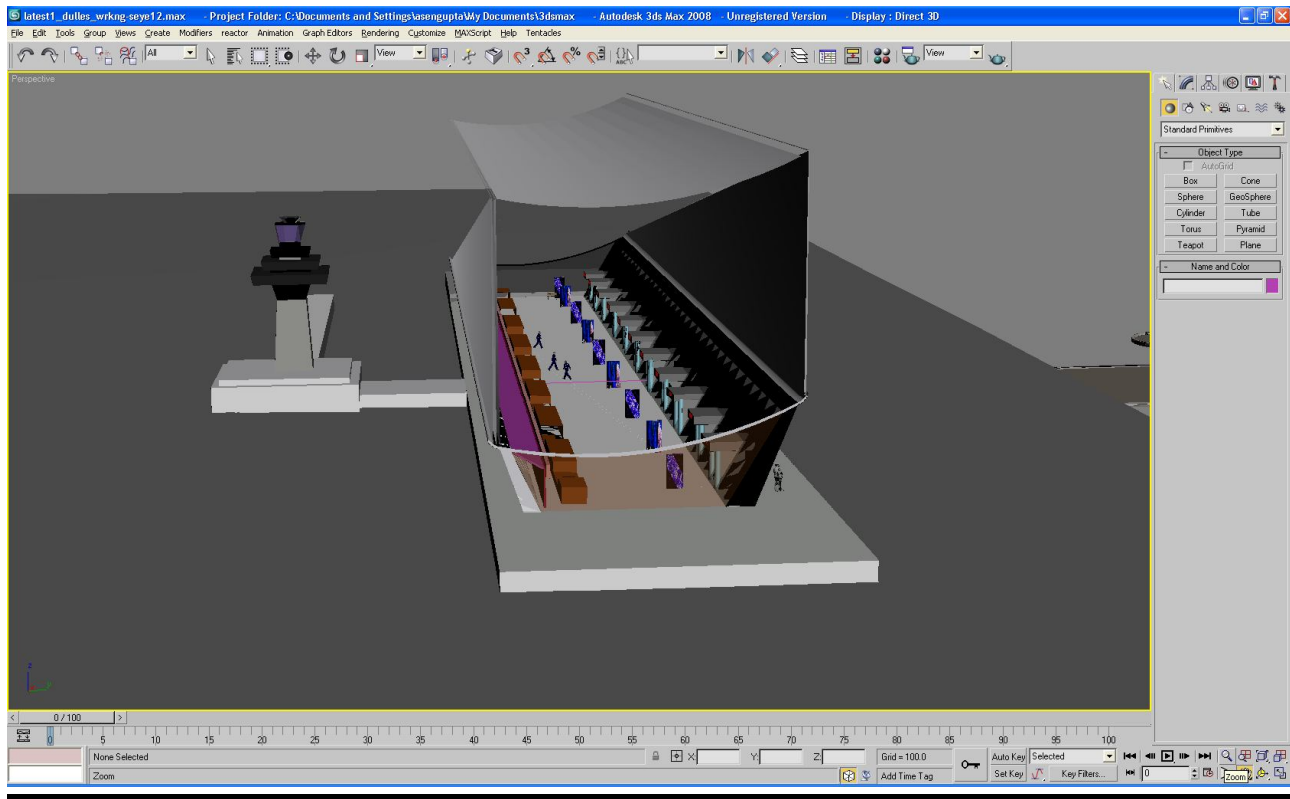 latest1_dulles_wrkng-seye12.max - Project Folder: C:\Documents and Settings\asengupta\My Documents\3dsmax - Autodesk 3ds Max 2008 - Unregistered Version - Display : Direct 3D
File Edit Tools Group Views Create Modifiers reactor Animation Graph Editors Rendering Customize MAXScript Help Tentacles
All View View
Perspective
Standard Primitives
- Object Type
AutoGrid
Box Cone
Sphere GeoSphere
Cylinder Tube
Torus Pyramid
Teapot Plane
- Name and Color
z
y
< 0 / 100 >
0 5 10 15 20 25 30 35 40 45 50 55 60 65 70 75 80 85 90 95 100
None Selected X: Y: Z: Grid = 100.0 Auto Key Selected
Zoom Add Time Tag Set Key Key Filters... 0 Zoom